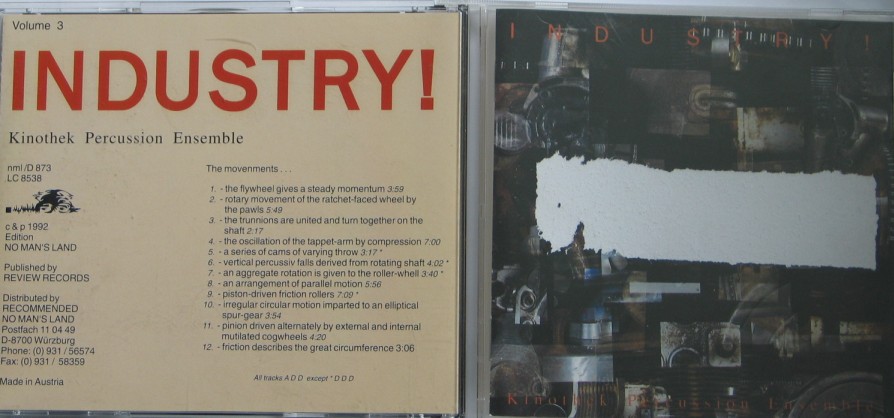 Volume 3
INDUSTRY!
Kinothek Percussion Ensemble
nml /D 873
LC 8538
c & p 1992
Edition
NO MAN'S LAND
Published by
REVIEW RECORDS
Distributed by
RECOMMENDED
NO MAN'S LAND
Postfach 11 04 49
D-8700 Würzburg
Phone: (0) 931 / 56574
Fax: (0) 931 / 58359
Made in Austria
The movenments . . .
1. - the flywheel gives a steady momentum 3:59
2. - rotary movement of the ratchet-faced wheel by
the pawls 5:49
3. - the trunnions are united and turn together on the
shaft 2:17
4. - the oscillation of the tappet-arm by compression 7:00
5. - a series of cams of varying throw 3:17 *
6. - vertical percussiv falls derived from rotating shaft 4:02 *
7. - an aggregate rotation is given to the roller-whell 3:40 *
8. - an arrangement of parallel motion 5:56
9. - piston-driven friction rollers 7:09 *
10. - irregular circular motion imparted to an elliptical
spur-gear 3:54
11. - pinion driven alternately by external and internal
mutilated cogwheels 4:20
12. - friction describes the great circumference 3:06
All tracks A D D except * D D D
INDUSTRY!
Kinothek Percussion Ensemble